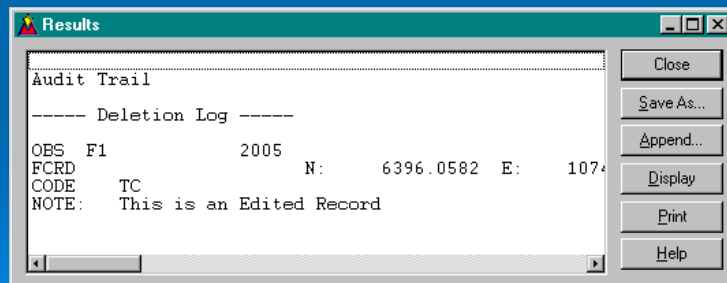 Results
Close
Audit Trail
Save As...
----- Deletion Log -----
Append...
OBS F1 2005
FCRD N: 6396.0582 E: 1074
CODE TC
Display
NOTE: This is an Edited Record
Print
Help